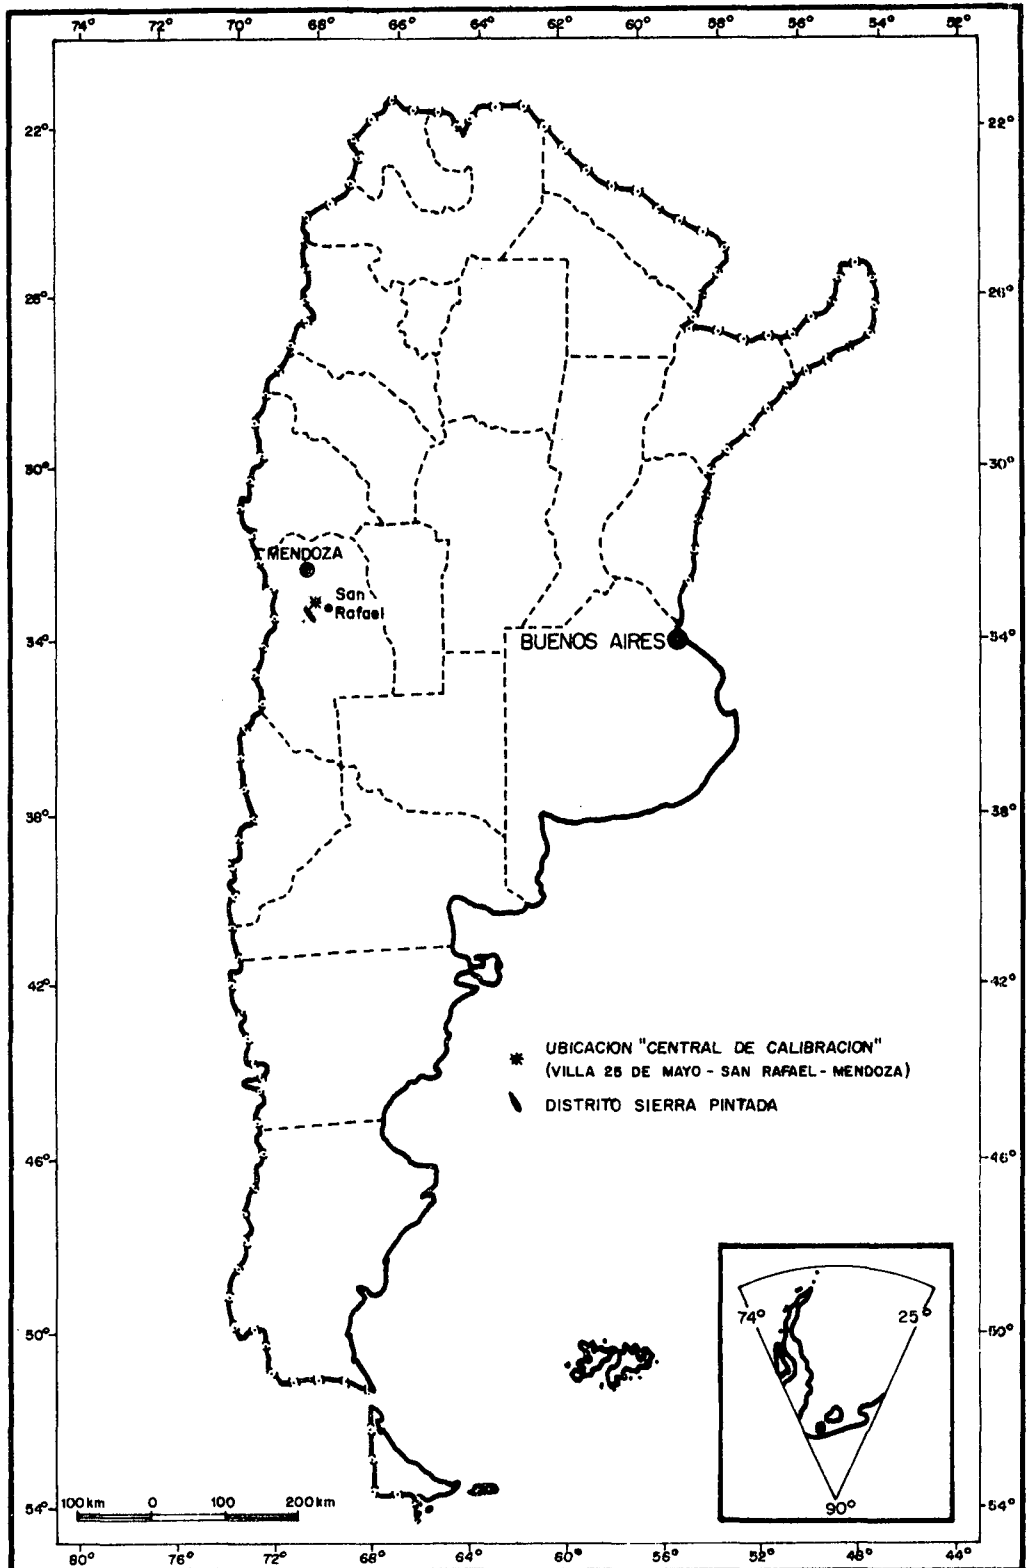 74° 72° 70° 68° 66° 64° 62° 60° 58° 56° 54° 52°
22° 22°
26° 26°
30° 30°
MENDOZA
San
Rafael
34° BUENOS AIRES 34°
38° 38°
42° 42°
UBICACION "CENTRAL DE CALIBRACION"
(VILLA 25 DE MAYO - SAN RAFAEL - MENDOZA)
DISTRITO SIERRA PINTADA
46° 46°
74° 25°
50° 50°
90°
100 km 0 100 200 km
54° 54°
80° 76° 72° 68° 64° 60° 56° 52° 48° 44°